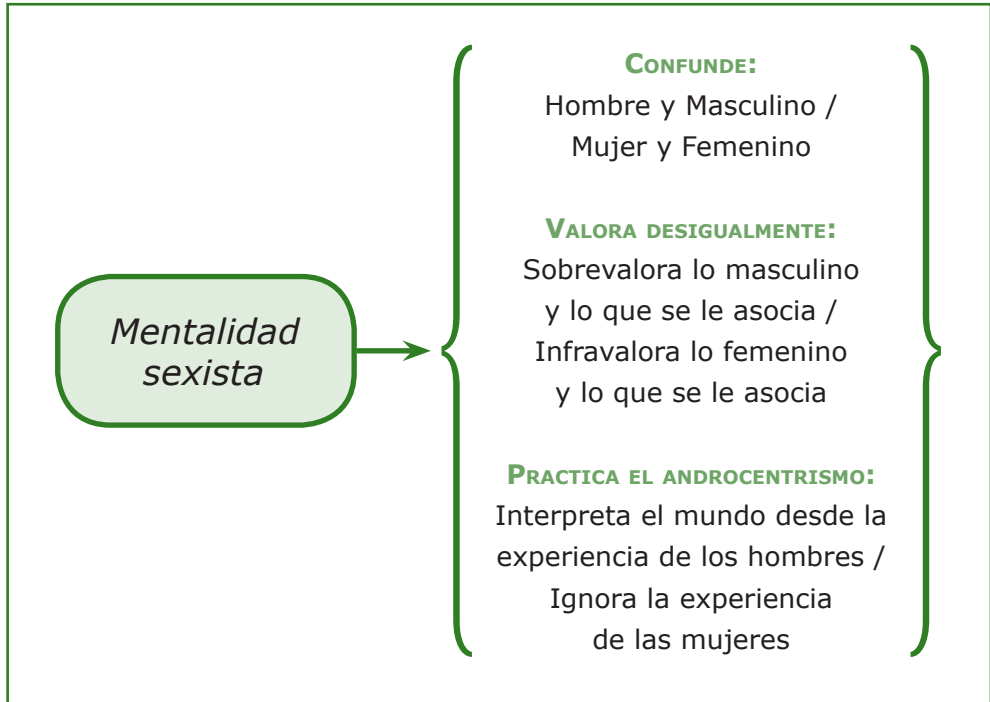 Mentalidad
sexista
CONFUNDE:
Hombre y Masculino /
Mujer y Femenino
VALORA DESIGUALMENTE:
Sobrevalora lo masculino
y lo que se le asocia /
Infravalora lo femenino
y lo que se le asocia
PRACTICA EL ANDROCENTRISMO:
Interpreta el mundo desde la
experiencia de los hombres /
Ignora la experiencia
de las mujeres